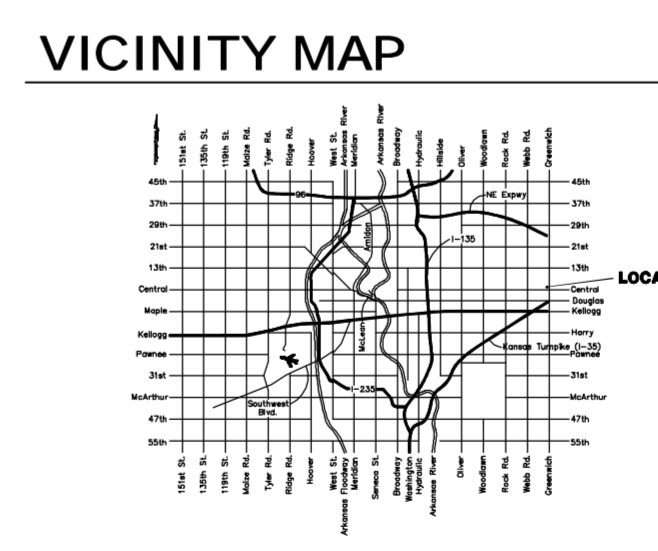 VICINITY MAP
151st St.
135th St.
119th St.
Maize Rd.
Tyler Rd.
Ridge Rd.
Hoover
West St.
Arkansas River
Meridian
Arkansas River
Broadway
Hydraulic
Hillside
Oliver
Woodlawn
Rock Rd.
Webb Rd.
Greenwich
45th
37th
29th
21st
13th
Central
Maple
Kellogg
Pawnee
31st
McArthur
47th
55th
96
NE Expwy
Amidon
I-135
McLean
Kansas Turnpike (I-35)
I-235
Southwest
Blvd.
45th
37th
29th
21st
13th
LOCA
Central
Douglas
Kellogg
Harry
Pawnee
31st
McArthur
47th
55th
151st St.
135th St.
119th St.
Maize Rd.
Tyler Rd.
Ridge Rd.
Hoover
West St.
Arkansas Floodway
Meridian
Seneca St.
Broadway
Washington
Hydraulic
Arkansas River
Oliver
Woodlawn
Rock Rd.
Webb Rd.
Greenwich